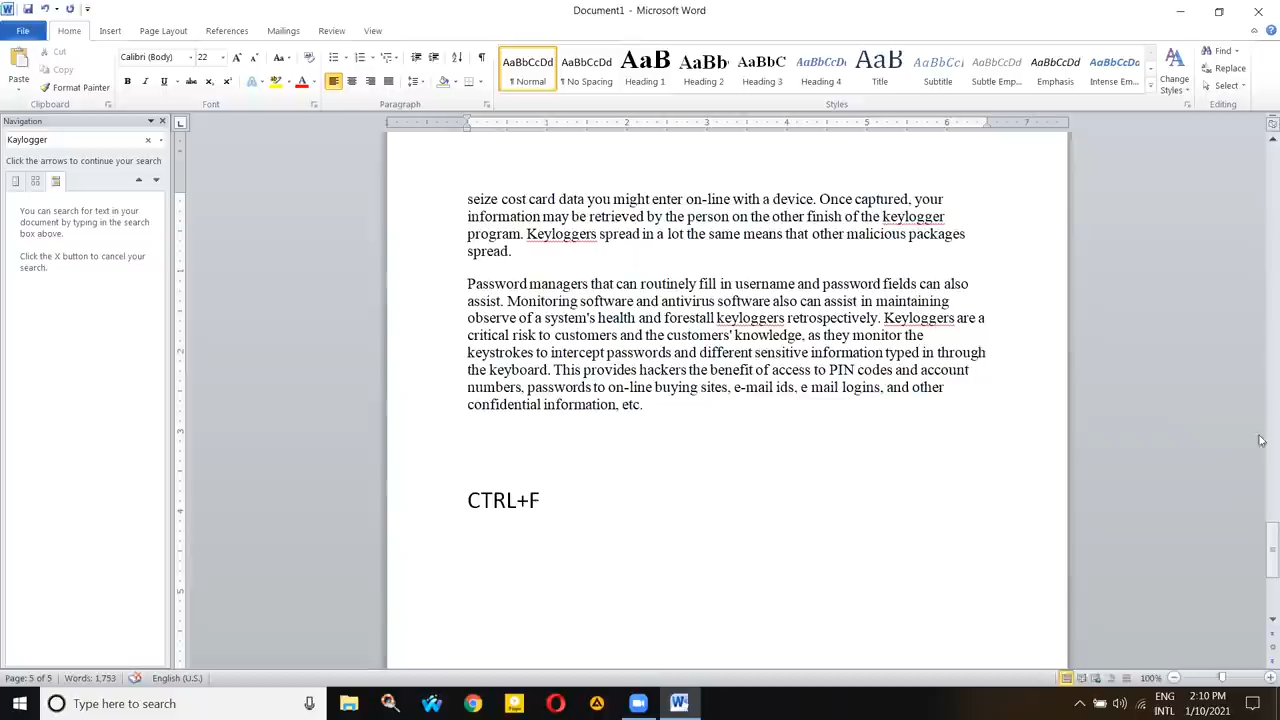 Document1 - Microsoft Word
File Home Insert Page Layout References Mailings Review View
Paste Cut Copy Format Painter Clipboard
Calibri (Body) 22 Font
Paragraph
AaBbCcDd AaBbCcDd AaB AaBb AaBbC AaBbCcDc AaB AaBbCcI AaBbCcDd AaBbCcDd AaBbCcDd
¶ Normal ¶ No Spacing Heading 1 Heading 2 Heading 3 Heading 4 Title Subtitle Subtle Emp... Emphasis Intense Em...
Change Styles Styles
Find Replace Select Editing
Navigation
Kaylogger
Click the arrows to continue your search
You can search for text in your
document by typing in the search
box above.
Click the X button to cancel your
search.
seize cost card data you might enter on-line with a device. Once captured, your
information may be retrieved by the person on the other finish of the keylogger
program. Keyloggers spread in a lot the same means that other malicious packages
spread.
Password managers that can routinely fill in username and password fields can also
assist. Monitoring software and antivirus software also can assist in maintaining
observe of a system's health and forestall keyloggers retrospectively. Keyloggers are a
critical risk to customers and the customers' knowledge, as they monitor the
keystrokes to intercept passwords and different sensitive information typed in through
the keyboard. This provides hackers the benefit of access to PIN codes and account
numbers, passwords to on-line buying sites, e-mail ids, e mail logins, and other
confidential information, etc.
CTRL+F
Page: 5 of 5 Words: 1,753 English (U.S.) 100%
Type here to search
ENG INTL
2:10 PM
1/10/2021